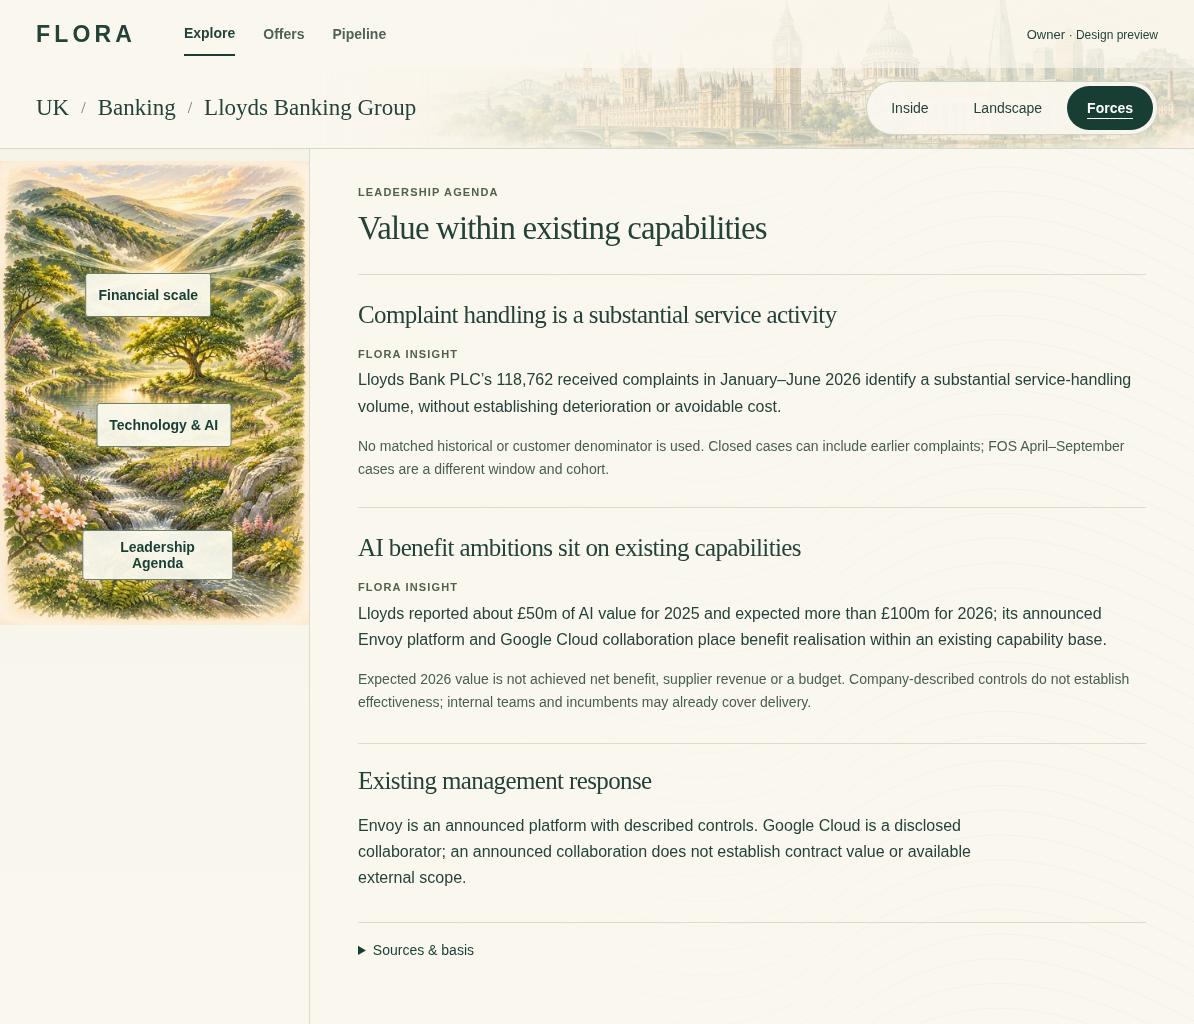 FLORA
Explore
Offers
Pipeline
Owner · Design preview
UK / Banking / Lloyds Banking Group
Inside
Landscape
Forces
Financial scale
Technology & AI
Leadership
Agenda
LEADERSHIP AGENDA
Value within existing capabilities
Complaint handling is a substantial service activity
FLORA INSIGHT
Lloyds Bank PLC’s 118,762 received complaints in January–June 2026 identify a substantial service-handling
volume, without establishing deterioration or avoidable cost.
No matched historical or customer denominator is used. Closed cases can include earlier complaints; FOS April–September
cases are a different window and cohort.
AI benefit ambitions sit on existing capabilities
FLORA INSIGHT
Lloyds reported about £50m of AI value for 2025 and expected more than £100m for 2026; its announced
Envoy platform and Google Cloud collaboration place benefit realisation within an existing capability base.
Expected 2026 value is not achieved net benefit, supplier revenue or a budget. Company-described controls do not establish
effectiveness; internal teams and incumbents may already cover delivery.
Existing management response
Envoy is an announced platform with described controls. Google Cloud is a disclosed
collaborator; an announced collaboration does not establish contract value or available
external scope.
Sources & basis